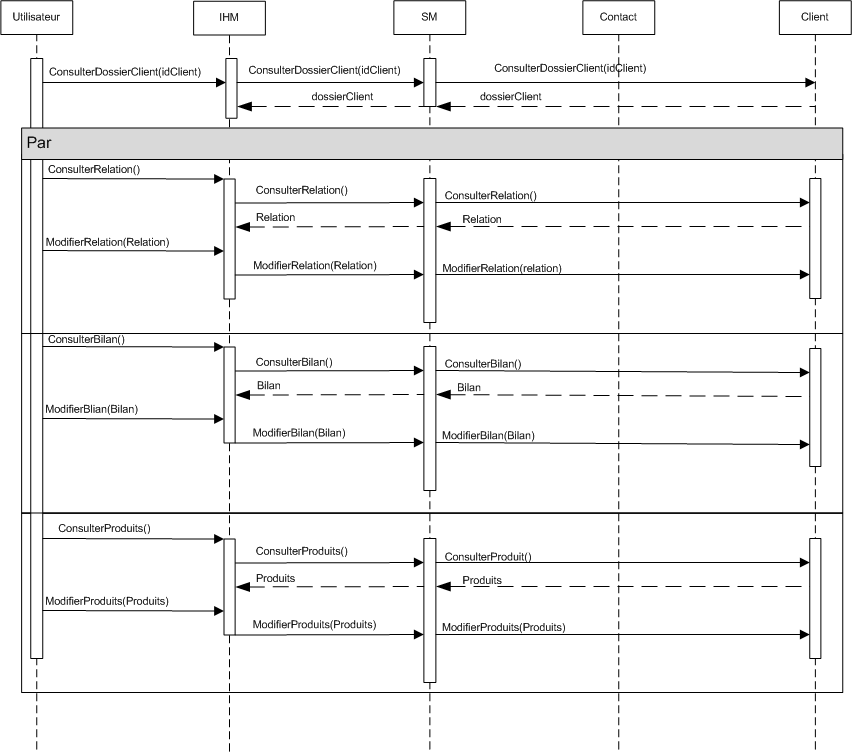 Utilisateur
IHM
SM
Contact
Client
ConsulterDossierClient(idClient)
ConsulterDossierClient(idClient)
ConsulterDossierClient(idClient)
dossierClient
dossierClient
Par
ConsulterRelation()
ConsulterRelation()
ConsulterRelation()
Relation
Relation
ModifierRelation(Relation)
ModifierRelation(Relation)
ModifierRelation(relation)
ConsulterBilan()
ConsulterBilan()
ConsulterBilan()
Bilan
Bilan
ModifierBlian(Bilan)
ModifierBilan(Bilan)
ModifierBilan(Bilan)
ConsulterProduits()
ConsulterProduits()
ConsulterProduit()
Produits
Produits
ModifierProduits(Produits)
ModifierProduits(Produits)
ModifierProduits(Produits)